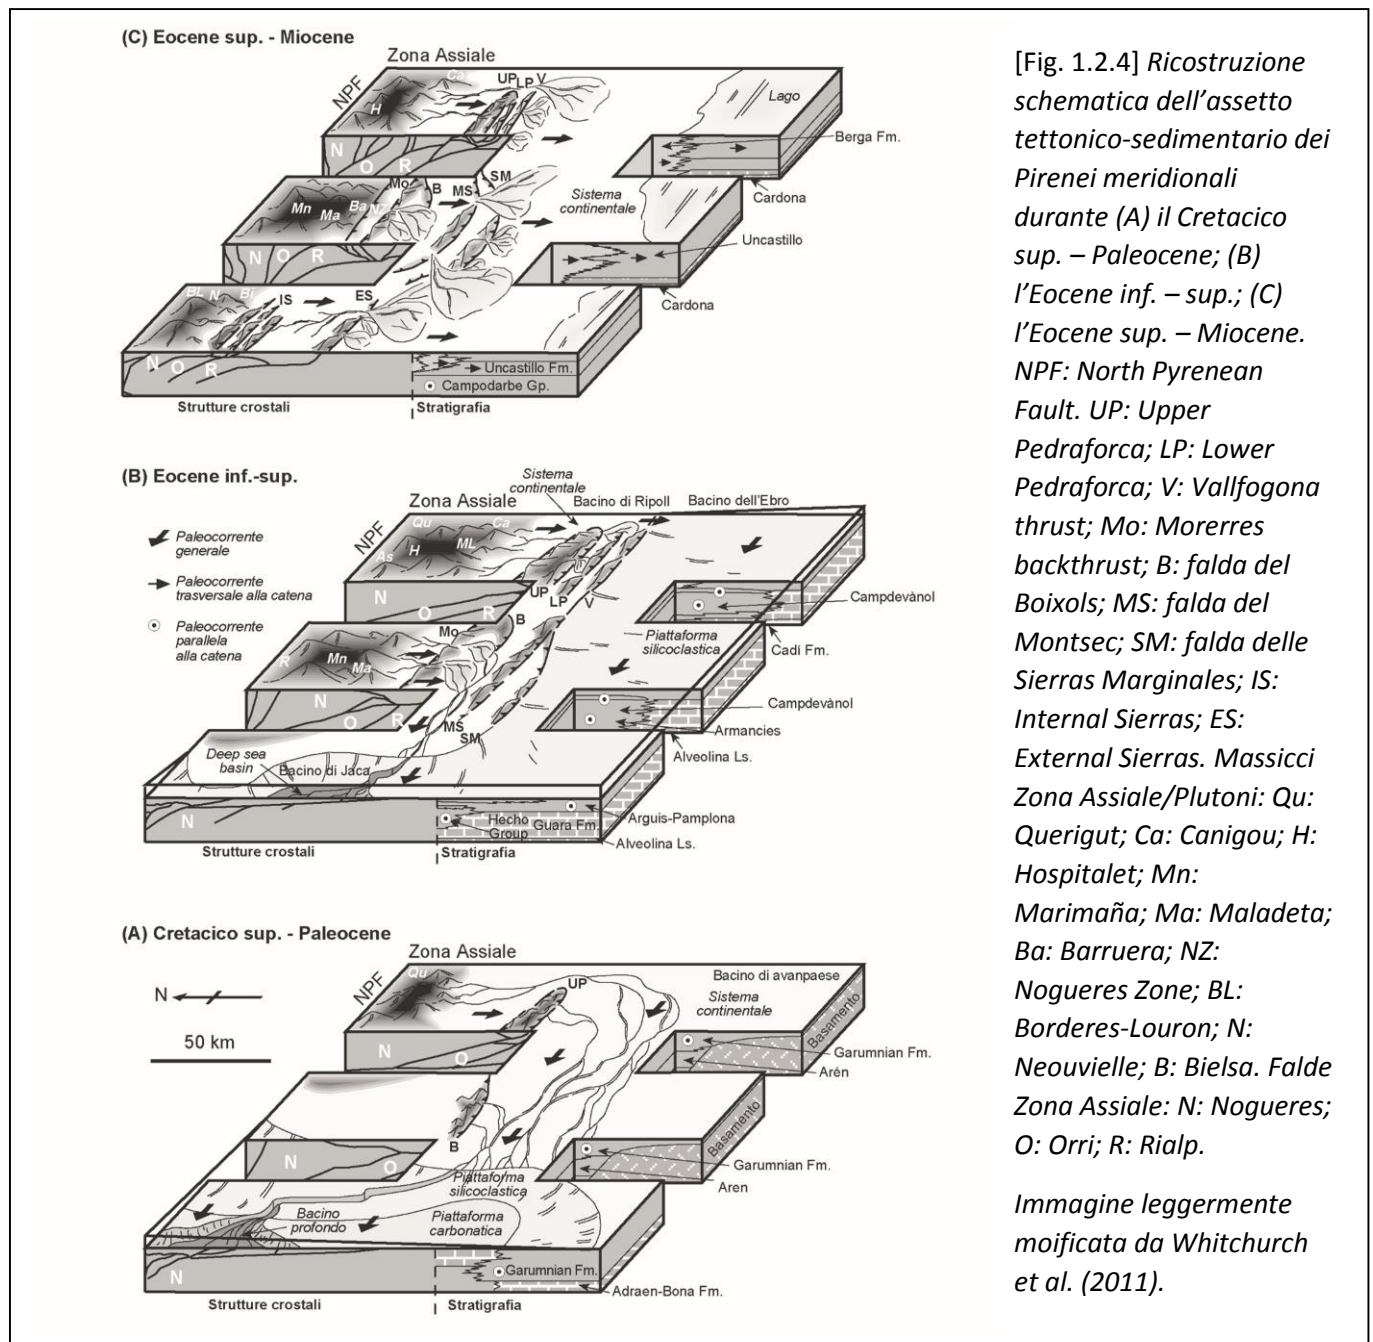 (C) Eocene sup. - Miocene
Zona Assiale
NPF
H
Ca
UP
LP
V
Lago
Berga Fm.
N
O
R
Cardona
Mo
B
MS
SM
Mn
Ma
Ba
NZ
Sistema
continentale
Uncastillo
N
O
R
Cardona
BL
N
Bi
IS
ES
N
O
R
Uncastillo Fm.
Campodarbe Gp.
Strutture crostali
Stratigrafia
(B) Eocene inf.-sup.
Sistema
continentale
Zona Assiale
Bacino di Ripoll
Bacino dell'Ebro
Paleocorrente
generale
Paleocorrente
trasversale alla catena
Paleocorrente
parallela
alla catena
NPF
Qu
Ca
As
H
ML
UP
LP
V
N
O
R
Campdevànol
Cadí Fm.
Mo
B
R
Mn
Ma
Piattaforma
silicoclastica
N
O
R
MS
SM
Campdevànol
Armancies
Alveolina Ls.
Deep sea
basin
Bacino di Jaca
N
Hecho
Group
Guara Fm.
Arguis-Pamplona
Alveolina Ls.
Strutture crostali
Stratigrafia
(A) Cretacico sup. - Paleocene
Zona Assiale
N
50 km
NPF
Qu
UP
Bacino di avanpaese
Sistema
continentale
Basamento
N
O
Garumnian Fm.
Arén
B
N
O
Basamento
Garumnian Fm.
Aren
Piattaforma
silicoclastica
Bacino
profondo
Piattaforma
carbonatica
N
Garumnian Fm.
Adraen-Bona Fm.
Strutture crostali
Stratigrafia
[Fig. 1.2.4] Ricostruzione
schematica dell’assetto
tettonico-sedimentario dei
Pirenei meridionali
durante (A) il Cretacico
sup. – Paleocene; (B)
l’Eocene inf. – sup.; (C)
l’Eocene sup. – Miocene.
NPF: North Pyrenean
Fault. UP: Upper
Pedraforca; LP: Lower
Pedraforca; V: Vallfogona
thrust; Mo: Morerres
backthrust; B: falda del
Boixols; MS: falda del
Montsec; SM: falda delle
Sierras Marginales; IS:
Internal Sierras; ES:
External Sierras. Massicci
Zona Assiale/Plutoni: Qu:
Querigut; Ca: Canigou; H:
Hospitalet; Mn:
Marimaña; Ma: Maladeta;
Ba: Barruera; NZ:
Nogueres Zone; BL:
Borderes-Louron; N:
Neouvielle; B: Bielsa. Falde
Zona Assiale: N: Nogueres;
O: Orri; R: Rialp.
Immagine leggermente
moificata da Whitchurch
et al. (2011).